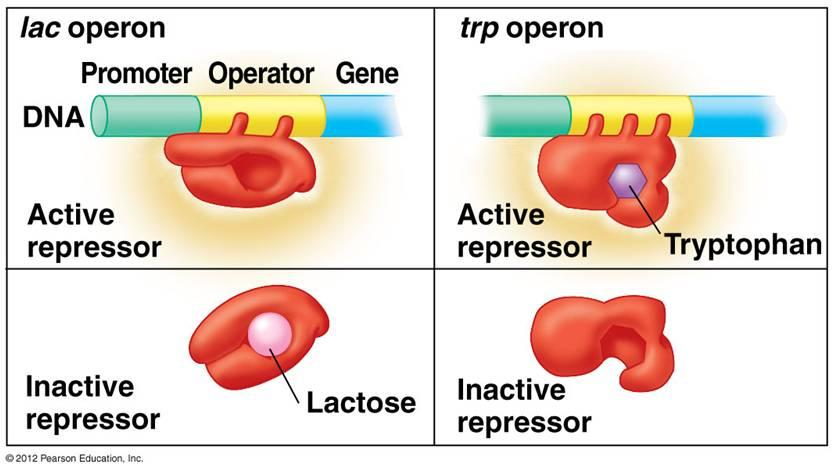 lac operon
Promoter Operator Gene
DNA
Active
repressor
Inactive
repressor
Lactose
trp operon
Active
repressor
Tryptophan
Inactive
repressor
© 2012 Pearson Education, Inc.